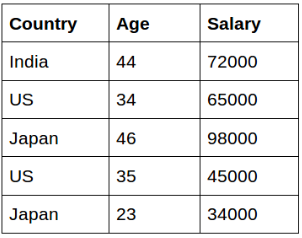 Country Age Salary
India 44 72000
US 34 65000
Japan 46 98000
US 35 45000
Japan 23 34000